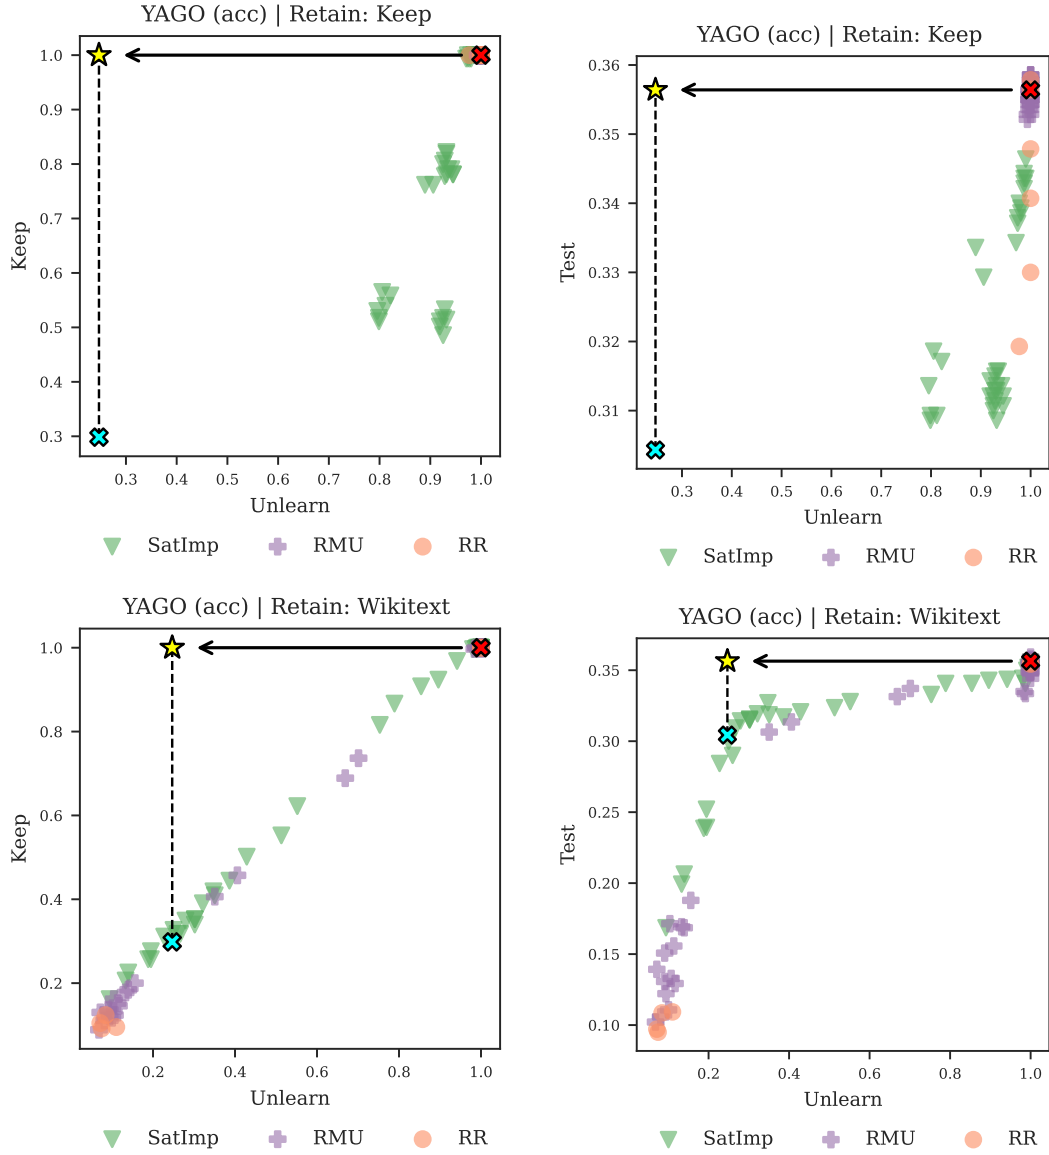 YAGO (acc) | Retain: Keep
1.0
0.9
0.8
0.7
0.6
0.5
0.4
0.3
Keep
0.3 0.4 0.5 0.6 0.7 0.8 0.9 1.0
Unlearn
SatImp RMU RR
YAGO (acc) | Retain: Keep
0.36
0.35
0.34
0.33
0.32
0.31
Test
0.3 0.4 0.5 0.6 0.7 0.8 0.9 1.0
Unlearn
SatImp RMU RR
YAGO (acc) | Retain: Wikitext
1.0
0.8
0.6
0.4
0.2
Keep
0.2 0.4 0.6 0.8 1.0
Unlearn
SatImp RMU RR
YAGO (acc) | Retain: Wikitext
0.35
0.30
0.25
0.20
0.15
0.10
Test
0.2 0.4 0.6 0.8 1.0
Unlearn
SatImp RMU RR